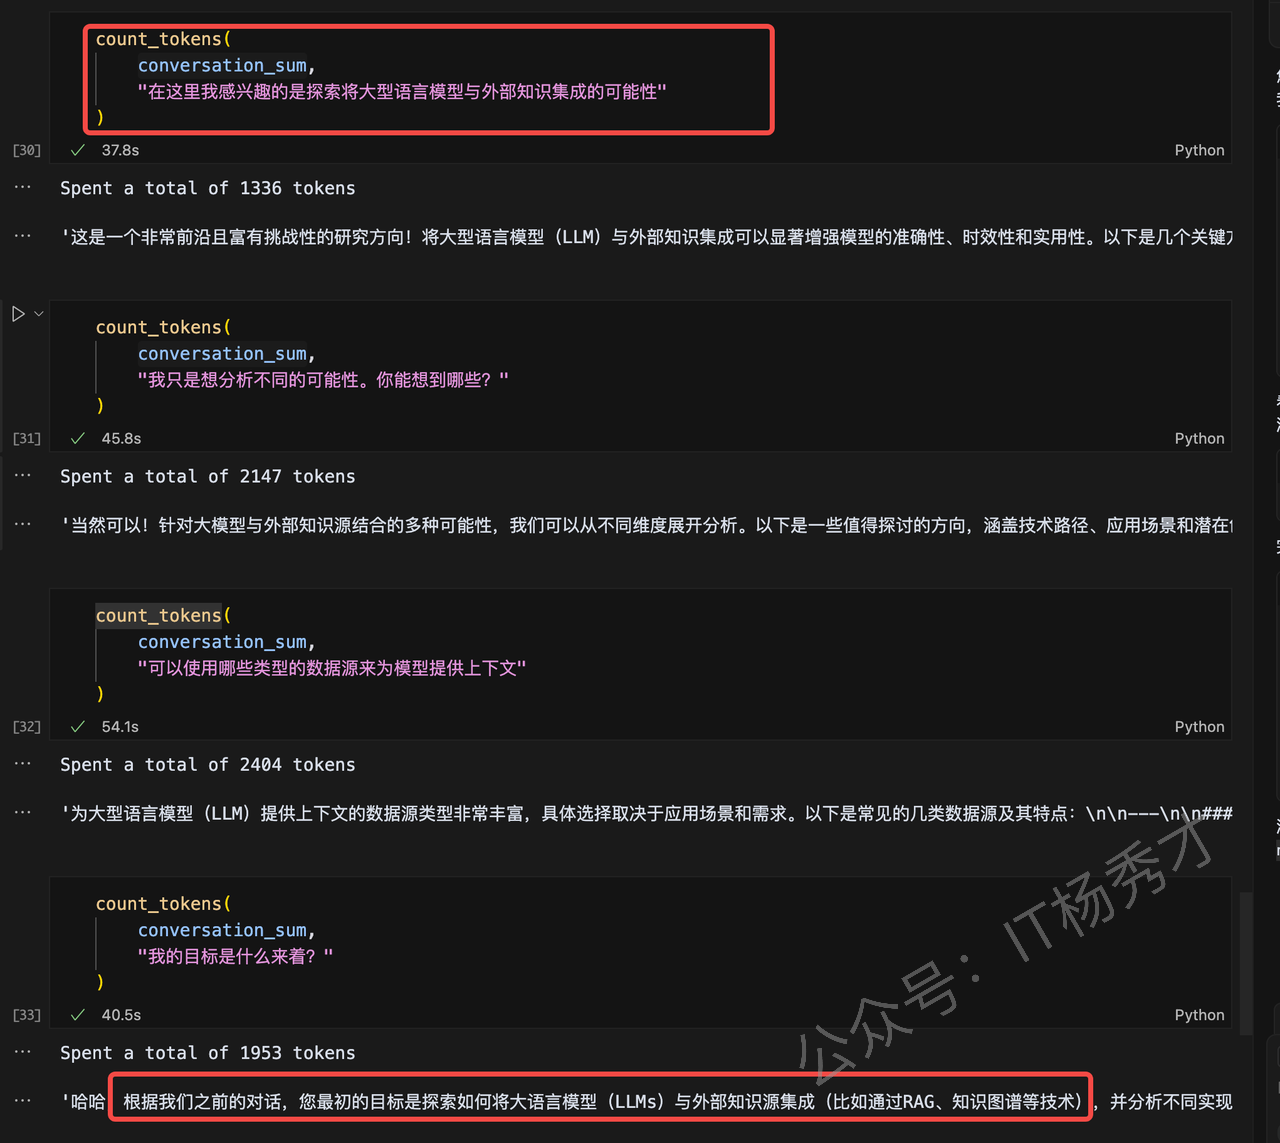 count_tokens(
conversation_sum,
"在这里我感兴趣的是探索将大型语言模型与外部知识集成的可能性"
)
[30] 37.8s Python
Spent a total of 1336 tokens
'这是一个非常前沿且富有挑战性的研究方向！将大型语言模型（LLM）与外部知识集成可以显著增强模型的准确性、时效性和实用性。以下是几个关键
count_tokens(
conversation_sum,
"我只是想分析不同的可能性。你能想到哪些？"
)
[31] 45.8s Python
Spent a total of 2147 tokens
'当然可以！针对大模型与外部知识源结合的多种可能性，我们可以从不同维度展开分析。以下是一些值得探讨的方向，涵盖技术路径、应用场景和潜在
count_tokens(
conversation_sum,
"可以使用哪些类型的数据源来为模型提供上下文"
)
[32] 54.1s Python
Spent a total of 2404 tokens
'为大型语言模型（LLM）提供上下文的数据源类型非常丰富，具体选择取决于应用场景和需求。以下是常见的几类数据源及其特点：\n\n---\n\n###
count_tokens(
conversation_sum,
"我的目标是什么来着？"
)
[33] 40.5s Python
Spent a total of 1953 tokens
'哈哈 根据我们之前的对话，您最初的目标是探索如何将大语言模型（LLMs）与外部知识源集成（比如通过RAG、知识图谱等技术），并分析不同实现
公众号：IT杨秀才